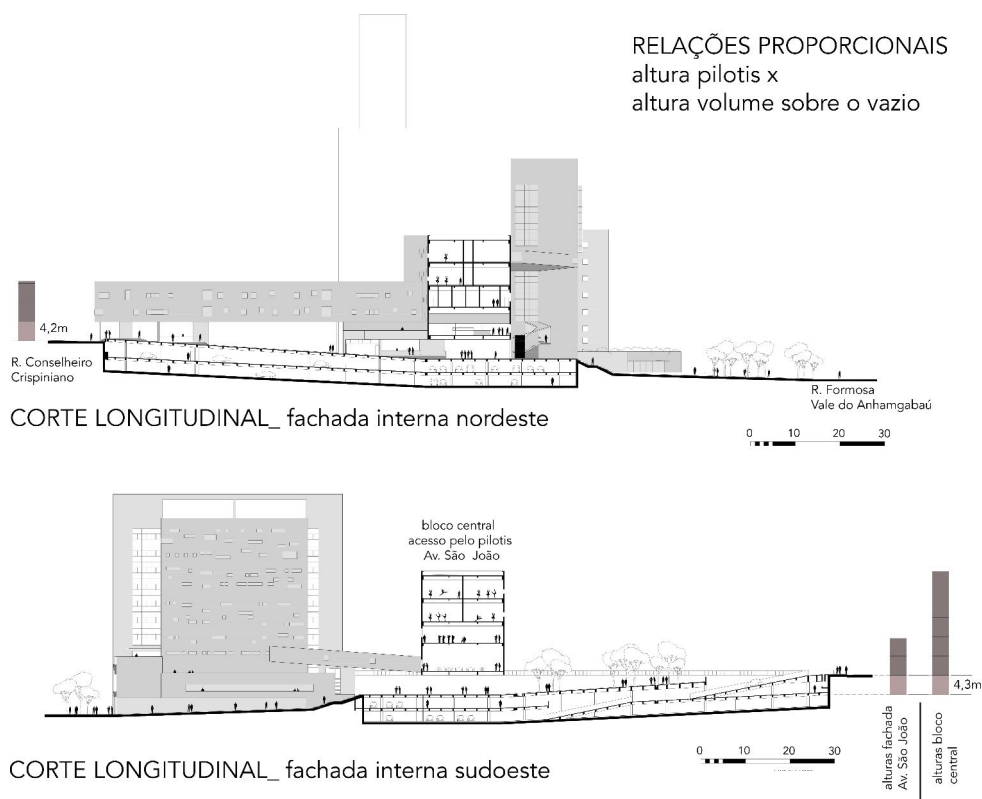 RELAÇÕES PROPORCIONAIS
altura pilotis x
altura volume sobre o vazio
4,2m
R. Conselheiro
Crispiniano
R. Formosa
Vale do Anhamgabaú
CORTE LONGITUDINAL_ fachada interna nordeste
0 10 20 30
bloco central
acesso pelo pilotis
Av. São João
4,3m
alturas fachada
Av. São João
alturas bloco
central
0 10 20 30
CORTE LONGITUDINAL_ fachada interna sudoeste